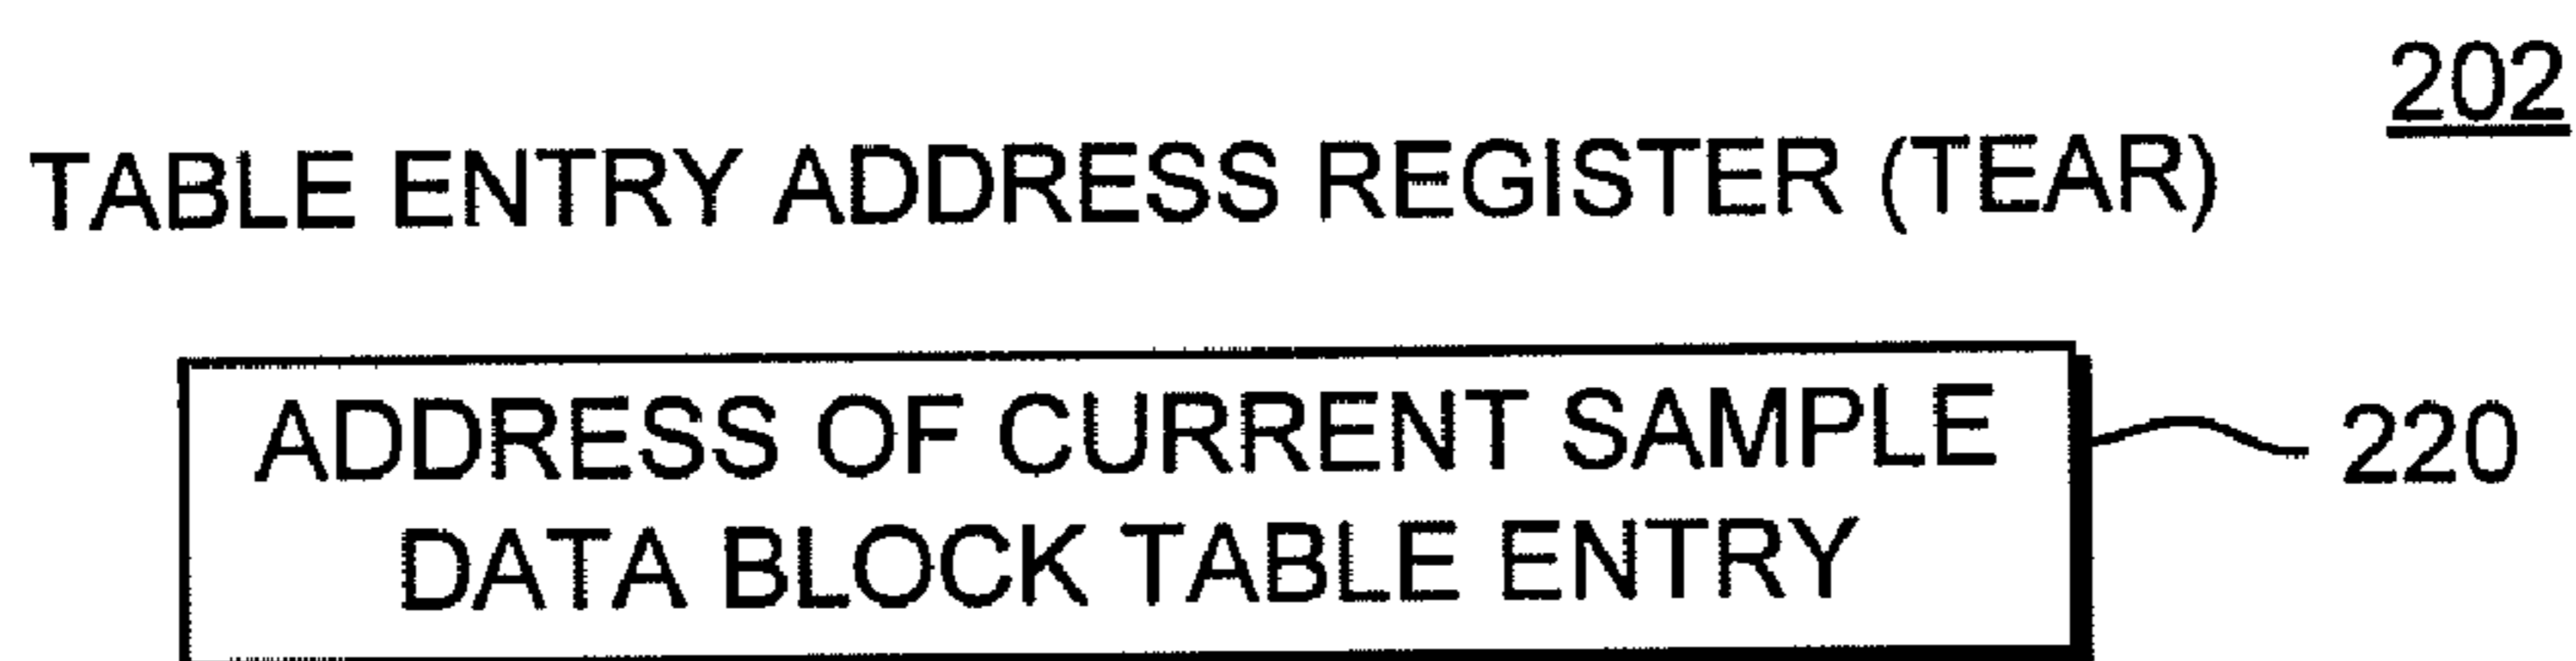 202
TABLE ENTRY ADDRESS REGISTER (TEAR)
ADDRESS OF CURRENT SAMPLE
DATA BLOCK TABLE ENTRY
220